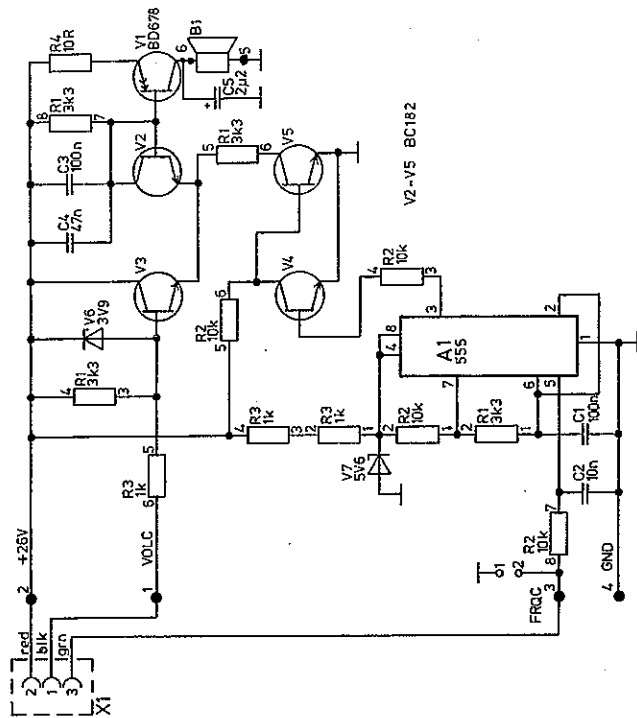 R4
10R
V1
BD678
6
B1
5
C5
2µ2
+
8
R1
3k3
7
C3
100n
C4
47n
V2
V3
V6
3V9
4
R1
3k3
3
5
R1
3k3
6
V5
V4
V2-V5 BC182
6
R2
10k
5
4
R2
10k
3
4
R3
1k
3
2
R3
1k
1
V7
5V6
2
R2
10k
1
2
R1
3k3
1
A1
555
3
8
4
7
6
5
2
1
C1
100n
C2
10n
7
R2
10k
8
1
2
5
R3
1k
6
+26V
2
VOLC
1
FRQC
3
GND
4
red
blk
grn
2
1
3
X1